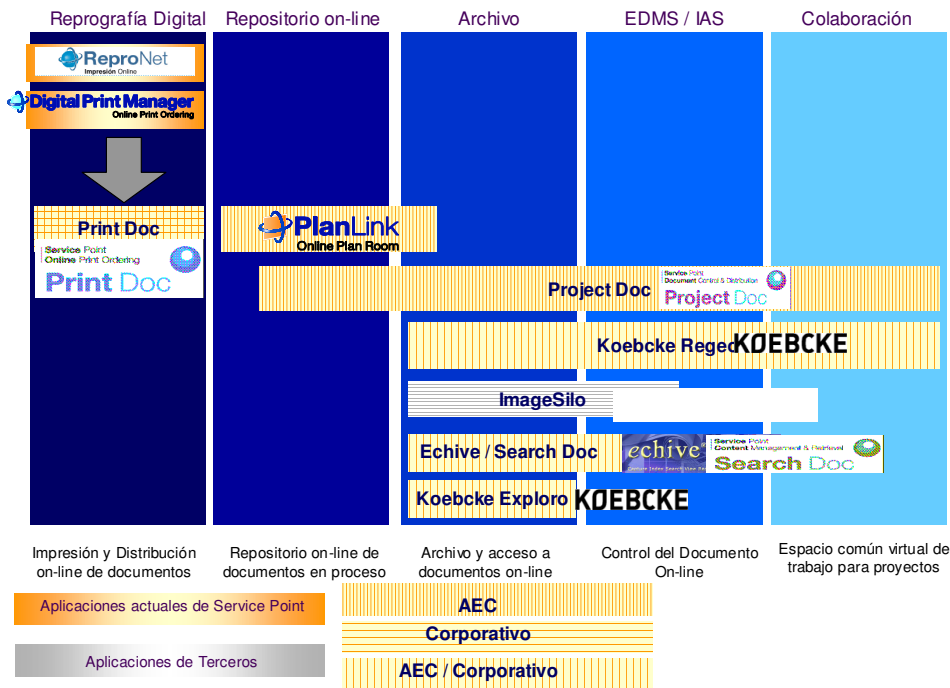 Reprografía Digital
Repositorio on-line
Archivo
EDMS / IAS
Colaboración
ReproNet
Impresión Online
Digital Print Manager
Online Print Ordering
Print Doc
Service Point
Online Print Ordering
Print Doc
PlanLink
Online Plan Room
Project Doc
Service Point
Document Control & Distribution
Project Doc
Koebcke Reged
KOEBCKE
ImageSilo
Echive / Search Doc
echive
Service Point
Content Management & Retrieval
Search Doc
Koebcke Exploro
KOEBCKE
Impresión y Distribución
on-line de documentos
Repositorio on-line de
documentos en proceso
Archivo y acceso a
documentos on-line
Control del Documento
On-line
Espacio común virtual de
trabajo para proyectos
Aplicaciones actuales de Service Point
Aplicaciones de Terceros
AEC
Corporativo
AEC / Corporativo